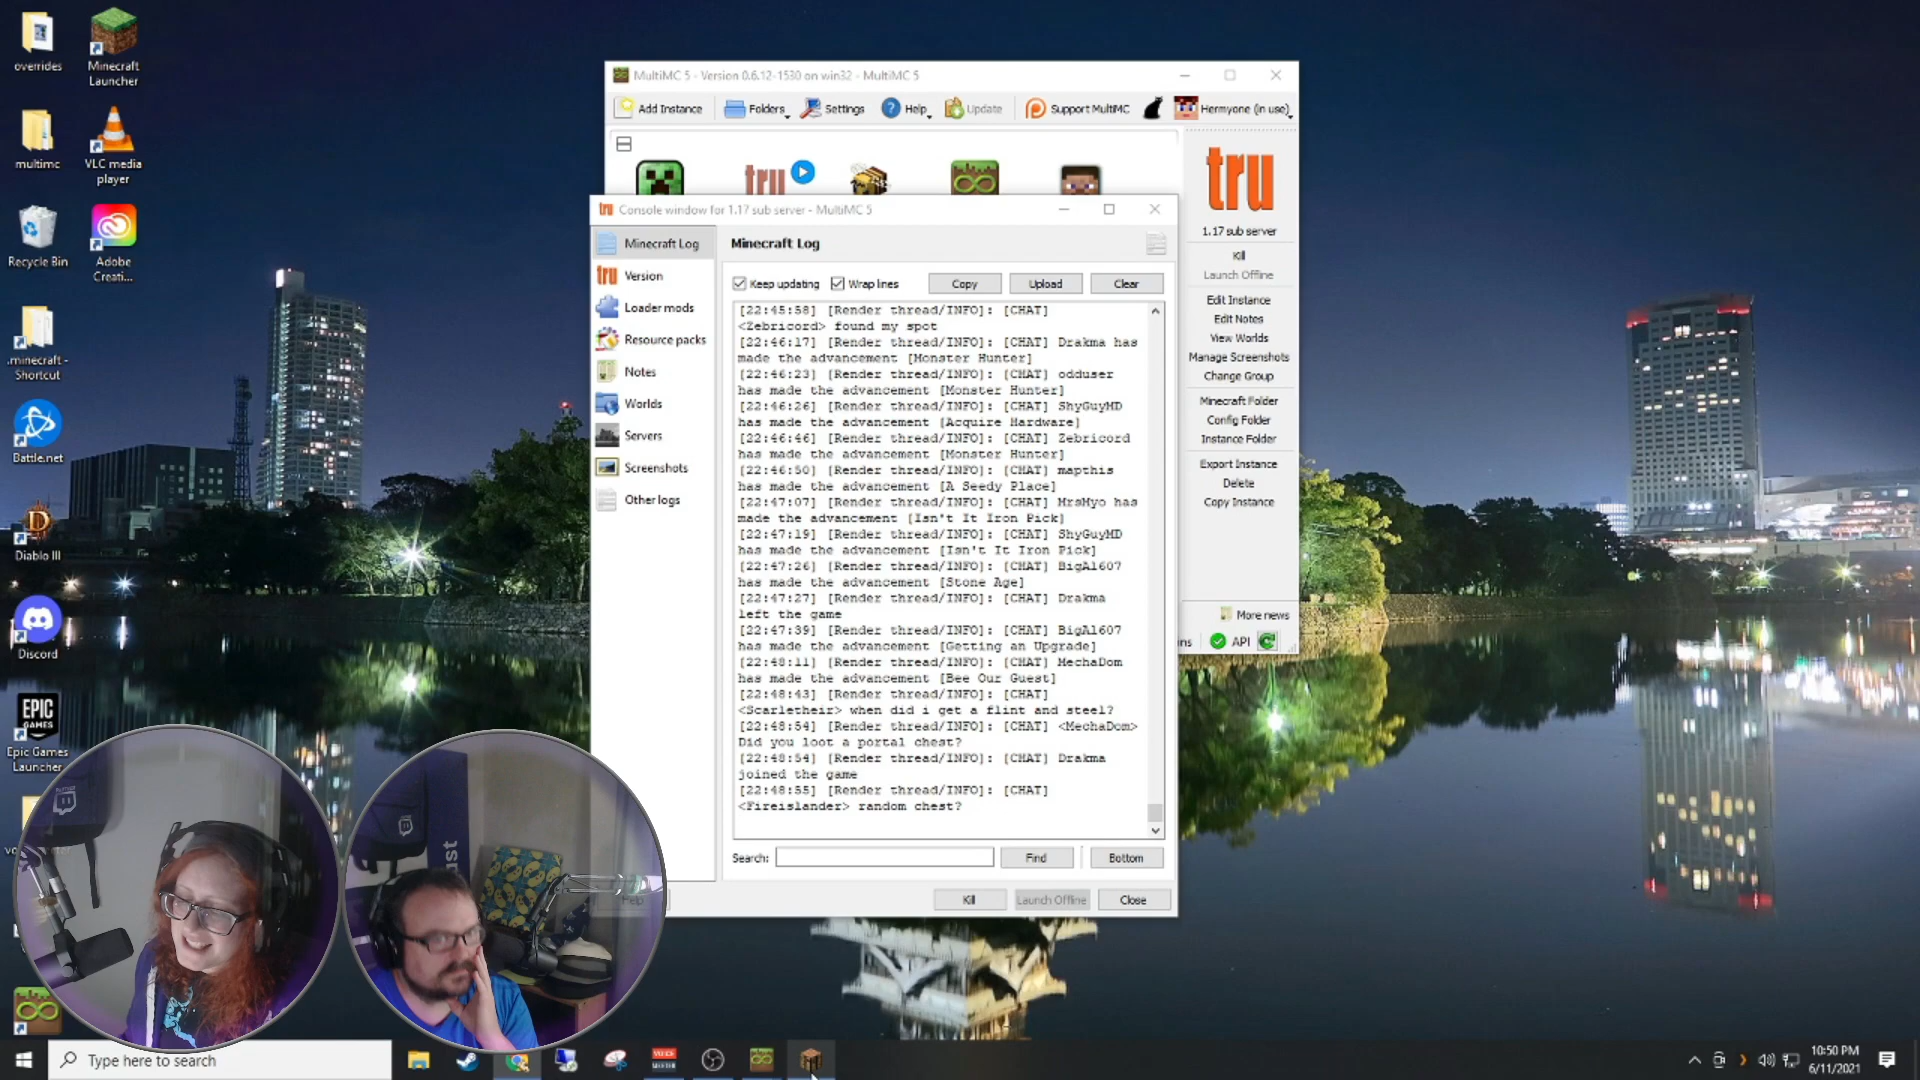 overrides
Minecraft
Launcher
multimc
VLC media
player
Recycle Bin
Adobe
Creati...
.minecraft -
Shortcut
Battle.net
Diablo III
Discord
EPIC
GAMES
Epic Games
Launcher
MultiMC 5 - Version 0.6.12-1530 on win32 - MultiMC 5
Add Instance
Folders
Settings
Help
Update
Support MultiMC
Hermyone (in use)
tru
tru
1.17 sub server
Kill
Launch Offline
Edit Instance
Edit Notes
View Worlds
Manage Screenshots
Change Group
Minecraft Folder
Config Folder
Instance Folder
Export Instance
Delete
Copy Instance
More news
API
tru Console window for 1.17 sub server - MultiMC 5
Minecraft Log
tru Version
Loader mods
Resource packs
Notes
Worlds
Servers
Screenshots
Other logs
Minecraft Log
Keep updating
Wrap lines
Copy
Upload
Clear
[22:45:58] [Render thread/INFO]: [CHAT]
<Zebricord> found my spot
[22:46:17] [Render thread/INFO]: [CHAT] Drakma has
made the advancement [Monster Hunter]
[22:46:23] [Render thread/INFO]: [CHAT] odduser
has made the advancement [Monster Hunter]
[22:46:26] [Render thread/INFO]: [CHAT] ShyGuyMD
has made the advancement [Acquire Hardware]
[22:46:46] [Render thread/INFO]: [CHAT] Zebricord
has made the advancement [Monster Hunter]
[22:46:50] [Render thread/INFO]: [CHAT] mapthis
has made the advancement [A Seedy Place]
[22:47:07] [Render thread/INFO]: [CHAT] MrsMyo has
made the advancement [Isn't It Iron Pick]
[22:47:19] [Render thread/INFO]: [CHAT] ShyGuyMD
has made the advancement [Isn't It Iron Pick]
[22:47:26] [Render thread/INFO]: [CHAT] BigAl607
has made the advancement [Stone Age]
[22:47:27] [Render thread/INFO]: [CHAT] Drakma
left the game
[22:47:39] [Render thread/INFO]: [CHAT] BigAl607
has made the advancement [Getting an Upgrade]
[22:48:11] [Render thread/INFO]: [CHAT] MechaDom
has made the advancement [Bee Our Guest]
[22:48:43] [Render thread/INFO]: [CHAT]
<Scarletheir> when did i get a flint and steel?
[22:48:54] [Render thread/INFO]: [CHAT] <MechaDom>
Did you loot a portal chest?
[22:48:54] [Render thread/INFO]: [CHAT] Drakma
joined the game
[22:48:55] [Render thread/INFO]: [CHAT]
<Fireislander> random chest?
Search:
Find
Bottom
Help
Kill
Launch Offline
Close
Type here to search
10:50 PM
6/11/2021